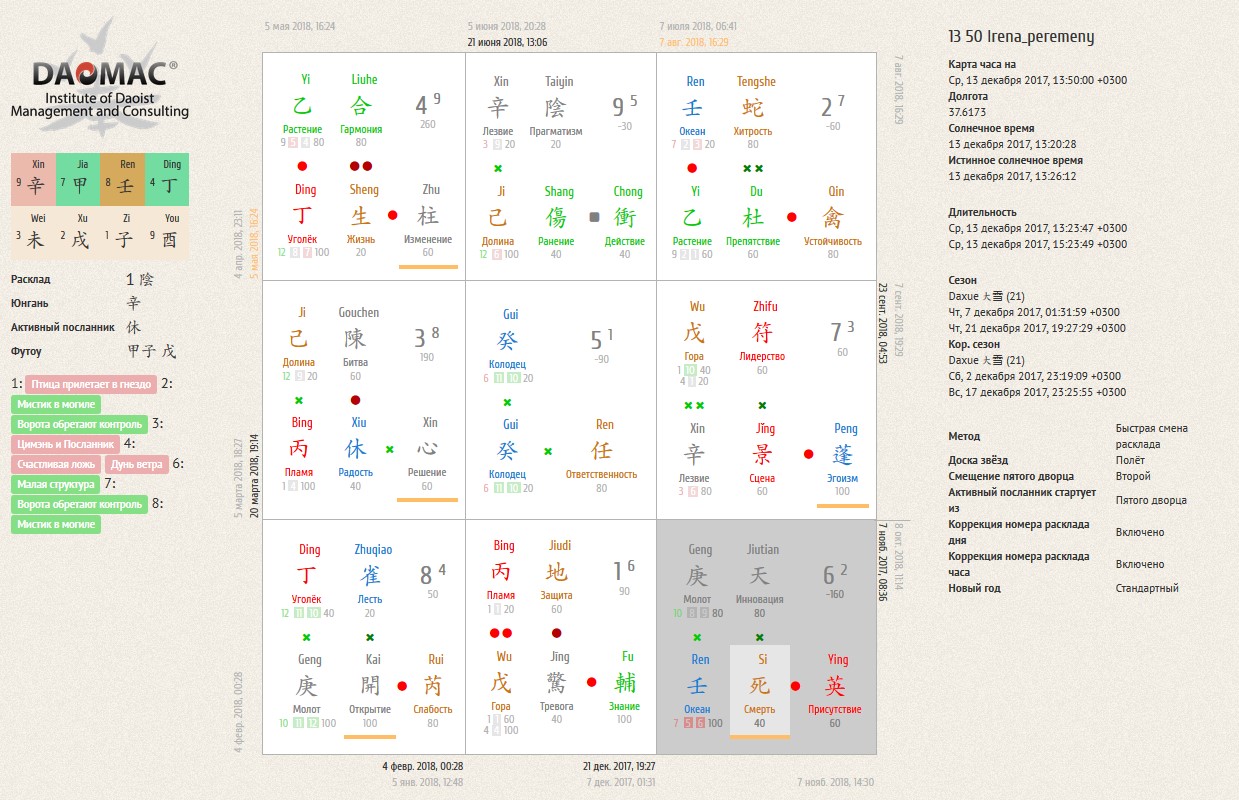 DAOMAC®
Institute of Daoist
Management and Consulting
Xin Jia Ren Ding
9 辛 7 甲 8 壬 4 丁
Wei Xu Zi You
3 未 2 戌 1 子 9 酉
Расклад 1 陰
Юнгань 辛
Активный посланник 休
Футоу 甲子 戊
1: Птица прилетает в гнездо 2:
Мистик в могиле
Ворота обретают контроль 3:
Цимэнь и Посланник 4:
Счастливая ложь Дунь ветра 6:
Малая структура 7:
Ворота обретают контроль 8:
Мистик в могиле
5 мая 2018, 16:24
5 июня 2018, 20:28
21 июня 2018, 13:06
7 июля 2018, 06:41
7 авг. 2018, 16:29
4 апр. 2018, 23:11
5 мая 2018, 16:24
Yi Liuhe
乙 合 4 9
Растение Гармония 260
9 5 4 80 80
Ding Sheng Zhu
丁 生 柱
Уголёк Жизнь Изменение
12 8 7 100 20 60
Xin Taiyin
辛 陰 9 5
Лезвие Прагматизм -30
3 9 20 20
Ji Shang Chong
己 傷 衝
Долина Ранение Действие
12 6 100 40 40
Ren Tengshe
壬 蛇 2 7
Океан Хитрость -60
7 2 3 20 80
Yi Du Qin
乙 杜 禽
Растение Препятствие Устойчивость
9 2 1 60 60 80
7 авг. 2018, 16:29
5 марта 2018, 18:27
20 марта 2018, 19:14
Ji Gouchen
己 陳 3 8
Долина Битва 190
12 9 20 60
Bing Xiu Xin
丙 休 心
Пламя Радость Решение
1 4 100 40 60
Gui
癸 5 1
Колодец -90
6 11 10 20
Gui Ren
癸 任
Колодец Ответственность
6 11 10 20 80
Wu Zhifu
戊 符 7 3
Гора Лидерство 60
1 10 40 60
4 1 20
Xin Jǐng Peng
辛 景 蓬
Лезвие Сцена Эгоизм
3 6 80 60 100
23 сент. 2018, 04:53
7 сент. 2018, 19:29
4 февр. 2018, 00:28
Ding Zhuqiao
丁 雀 8 4
Уголёк Лесть 50
12 11 10 40 20
Geng Kai Rui
庚 開 芮
Молот Открытие Слабость
10 11 12 100 100 80
Bing Jiudi
丙 地 1 6
Пламя Защита 90
1 1 20 60
Wu Jing Fu
戊 驚 輔
Гора Тревога Знание
1 1 60 40 100
4 4 100
Geng Jiutian
庚 天 6 2
Молот Инновация -160
10 8 9 80 80
Ren Si Ying
壬 死 英
Океан Смерть Присутствие
7 5 6 100 40 60
7 нояб. 2017, 08:36
8 окт. 2018, 11:14
4 февр. 2018, 00:28
5 янв. 2018, 12:48
21 дек. 2017, 19:27
7 дек. 2017, 01:31
7 нояб. 2018, 14:30
13 50 Irena_peremeny
Карта часа на
Ср, 13 декабря 2017, 13:50:00 +0300
Долгота
37.6173
Солнечное время
13 декабря 2017, 13:20:28
Истинное солнечное время
13 декабря 2017, 13:26:12
Длительность
Ср, 13 декабря 2017, 13:23:47 +0300
Ср, 13 декабря 2017, 15:23:49 +0300
Сезон
Daxue 大雪 (21)
Чт, 7 декабря 2017, 01:31:59 +0300
Чт, 21 декабря 2017, 19:27:29 +0300
Кор. сезон
Daxue 大雪 (21)
Сб, 2 декабря 2017, 23:19:09 +0300
Вс, 17 декабря 2017, 23:25:55 +0300
Метод Быстрая смена
расклада
Доска звёзд Полёт
Смещение пятого дворца Второй
Активный посланник стартует
из Пятого дворца
Коррекция номера расклада
дня Включено
Коррекция номера расклада
часа Включено
Новый год Стандартный